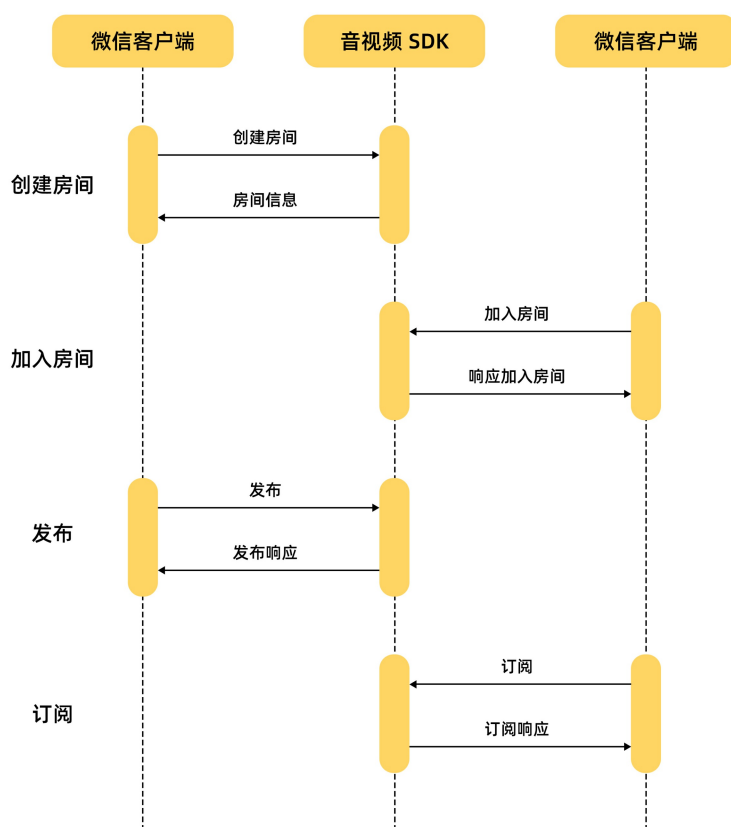 微信客户端
音视频 SDK
微信客户端
创建房间
创建房间
房间信息
加入房间
加入房间
响应加入房间
发布
发布
发布响应
订阅
订阅
订阅响应